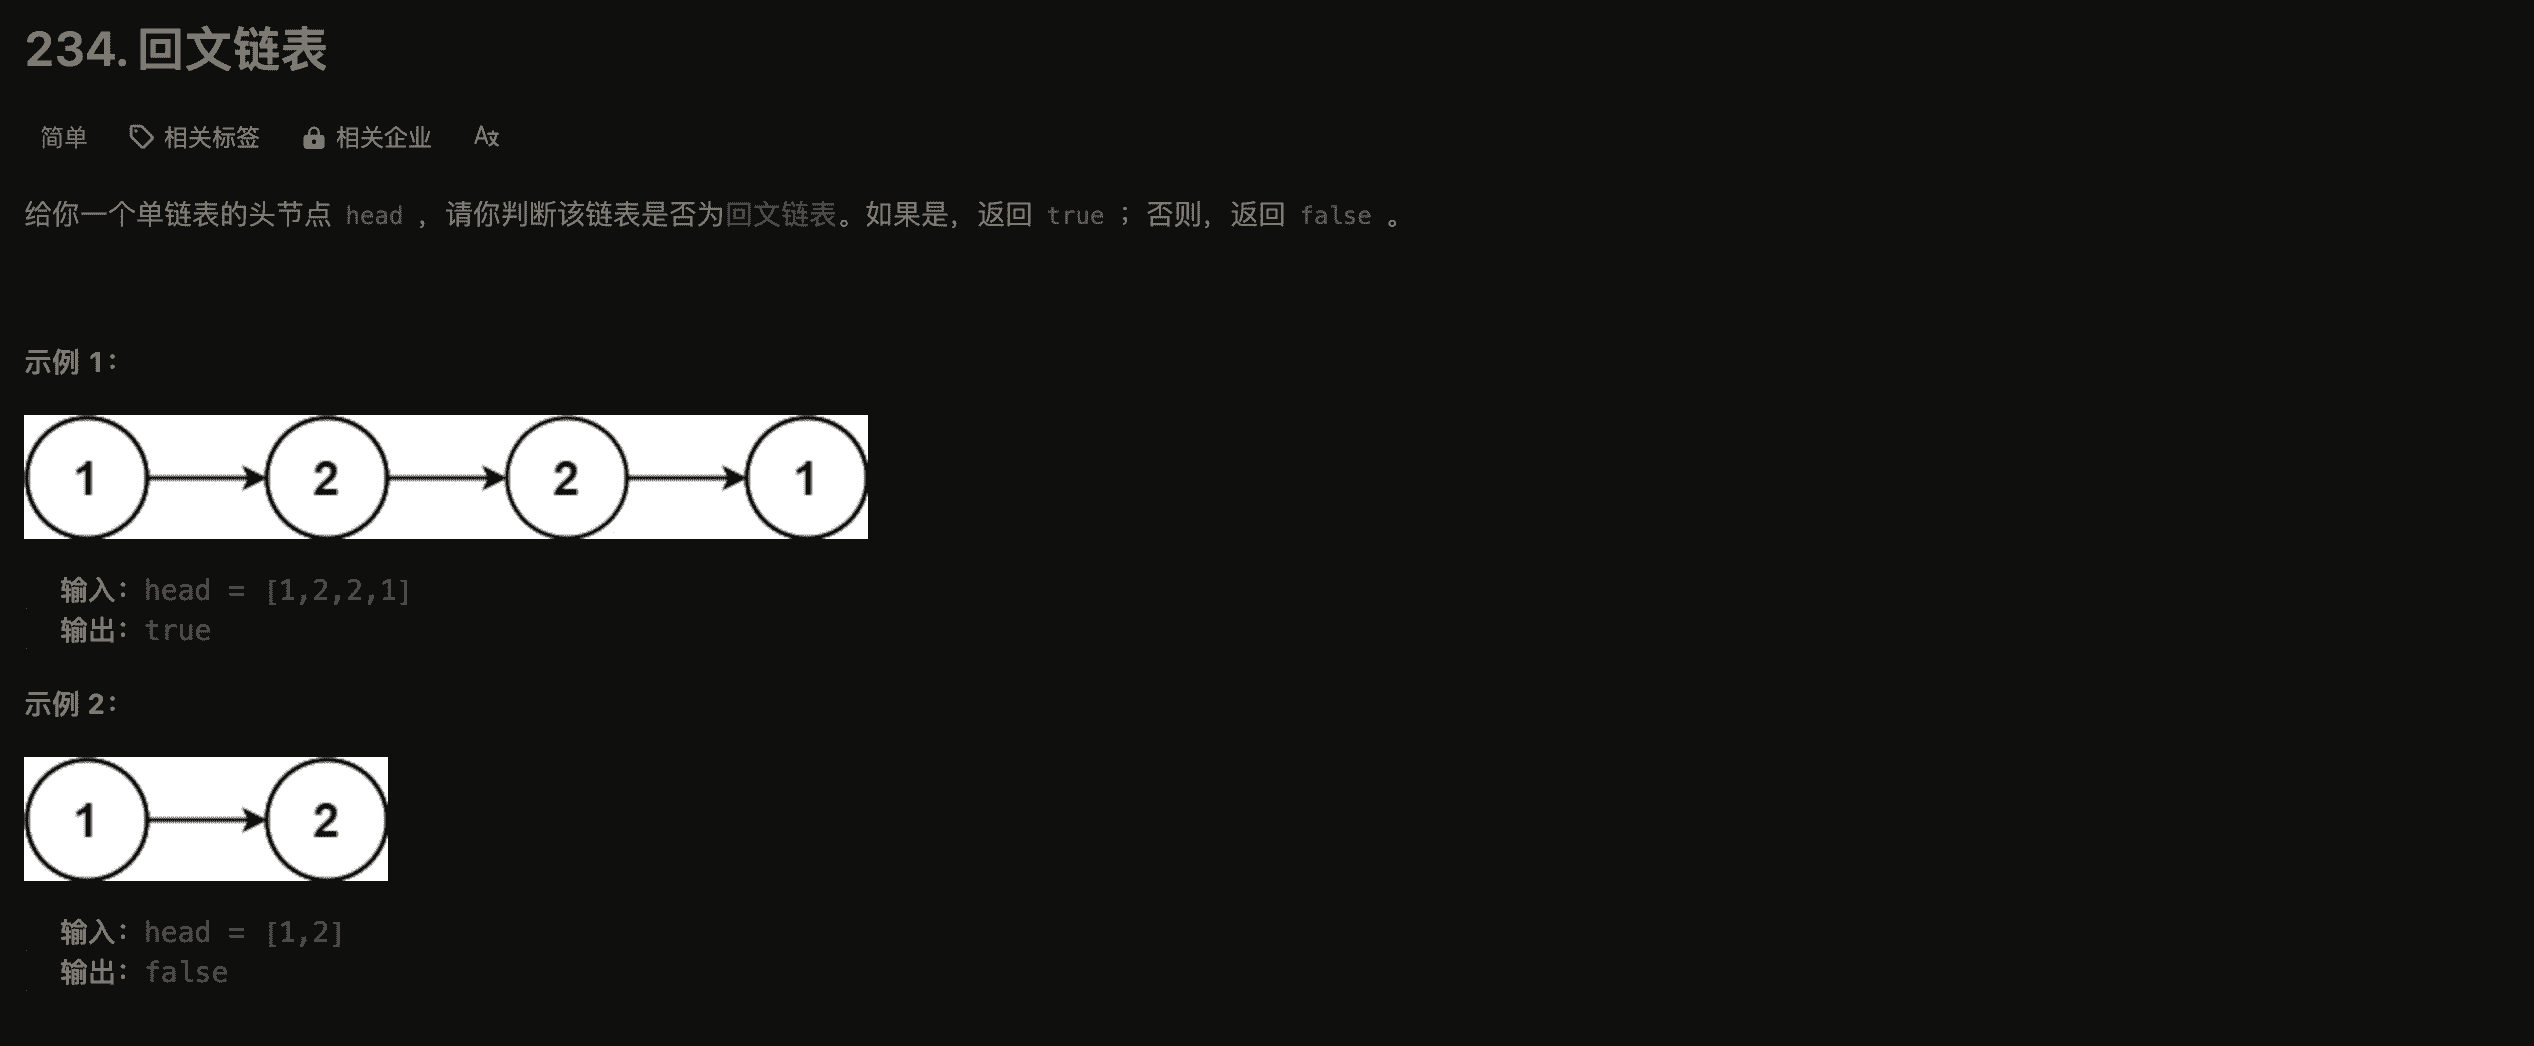 234. 回文链表
简单 相关标签 相关企业 A文
给你一个单链表的头节点 head ，请你判断该链表是否为回文链表。如果是，返回 true ；否则，返回 false 。
示例 1：
1 2 2 1
输入：head = [1,2,2,1]
输出：true
示例 2：
1 2
输入：head = [1,2]
输出：false